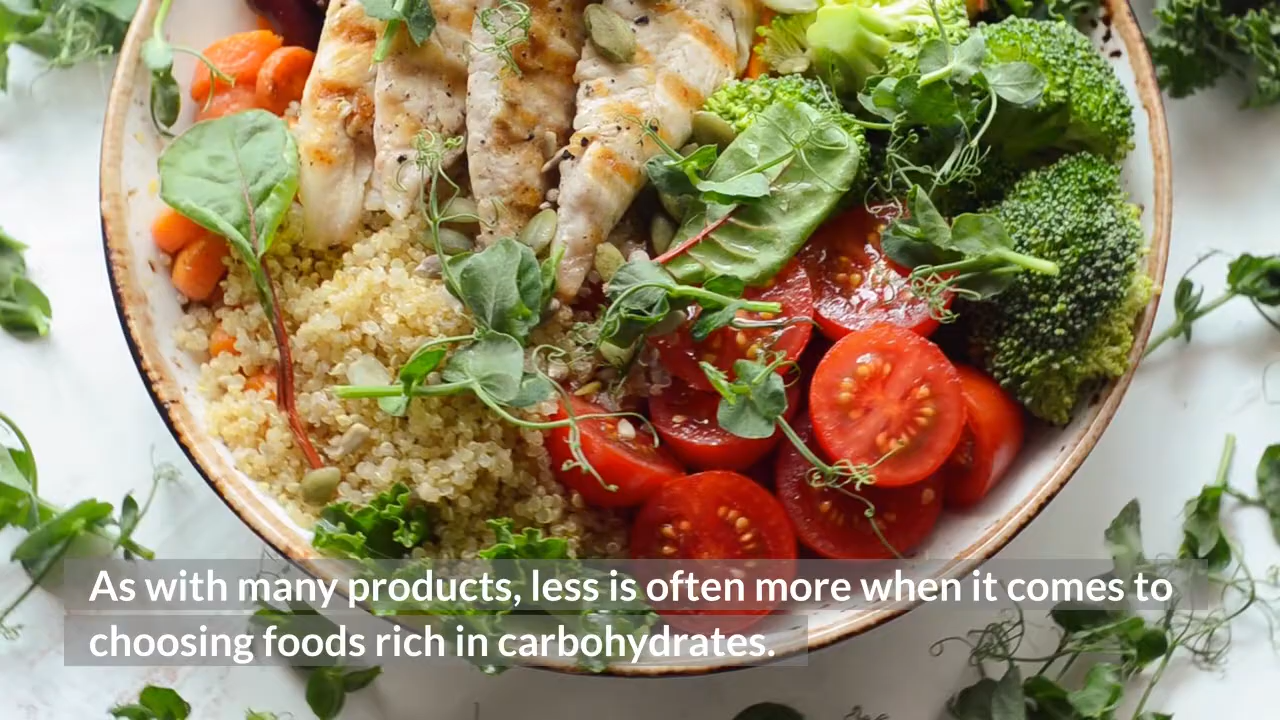 As with many products, less is often more when it comes to
choosing foods rich in carbohydrates.